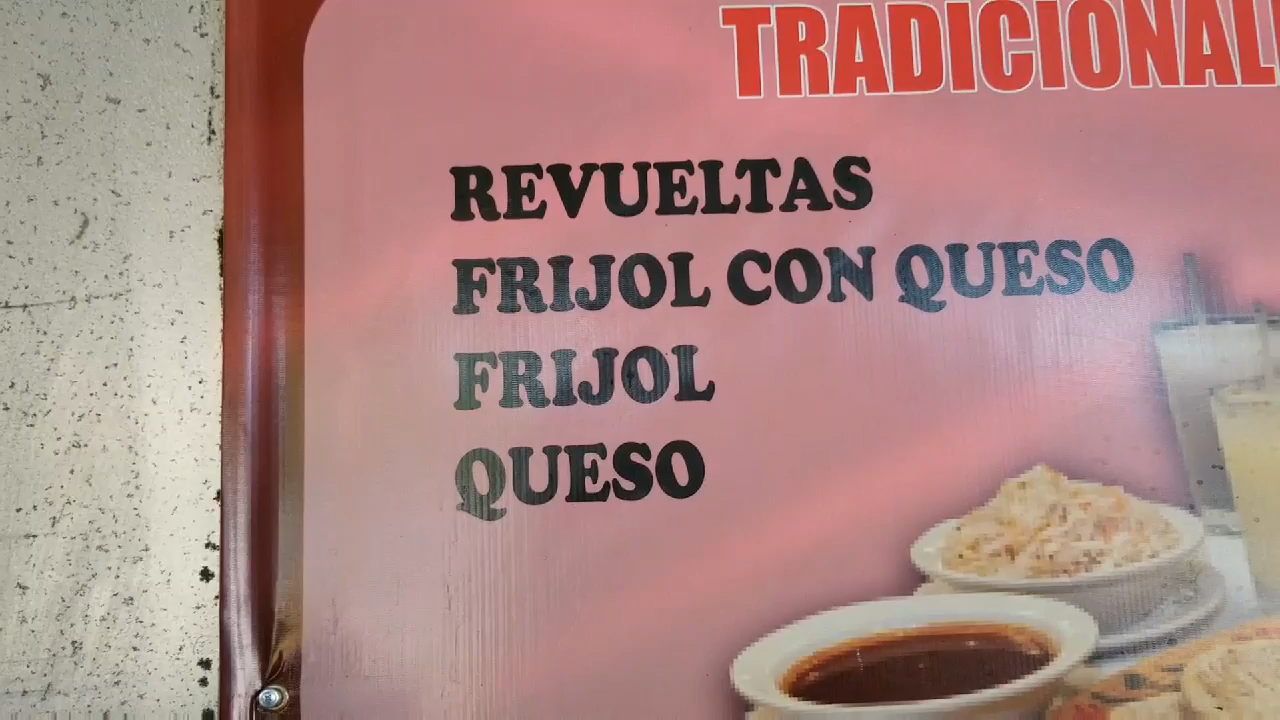 TRADICIONAL
REVUELTAS
FRIJOL CON QUESO
FRIJOL
QUESO